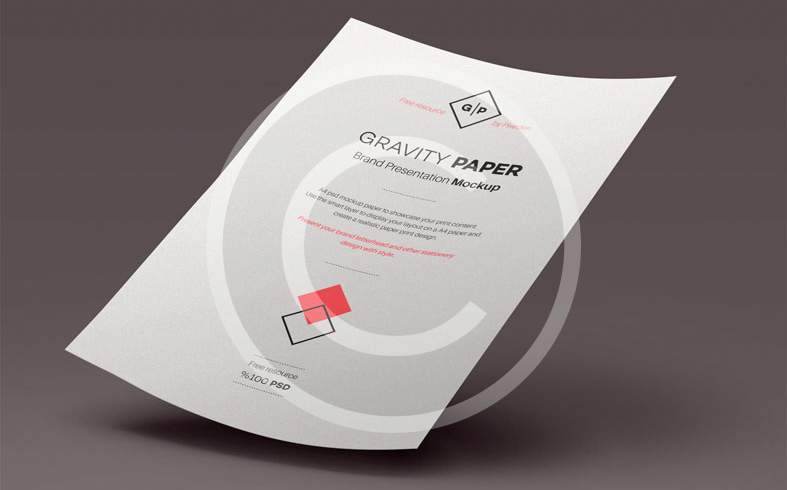 Free resource
G/P
by Pixeden
GRAVITY PAPER
Brand Presentation Mockup
A4 psd mockup paper to showcase your print content.
Use the smart layer to display your layout on a A4 paper and
create a realistic paper print design.
Present your brand letterhead and other stationery
design with style.
Free resource
%100 PSD